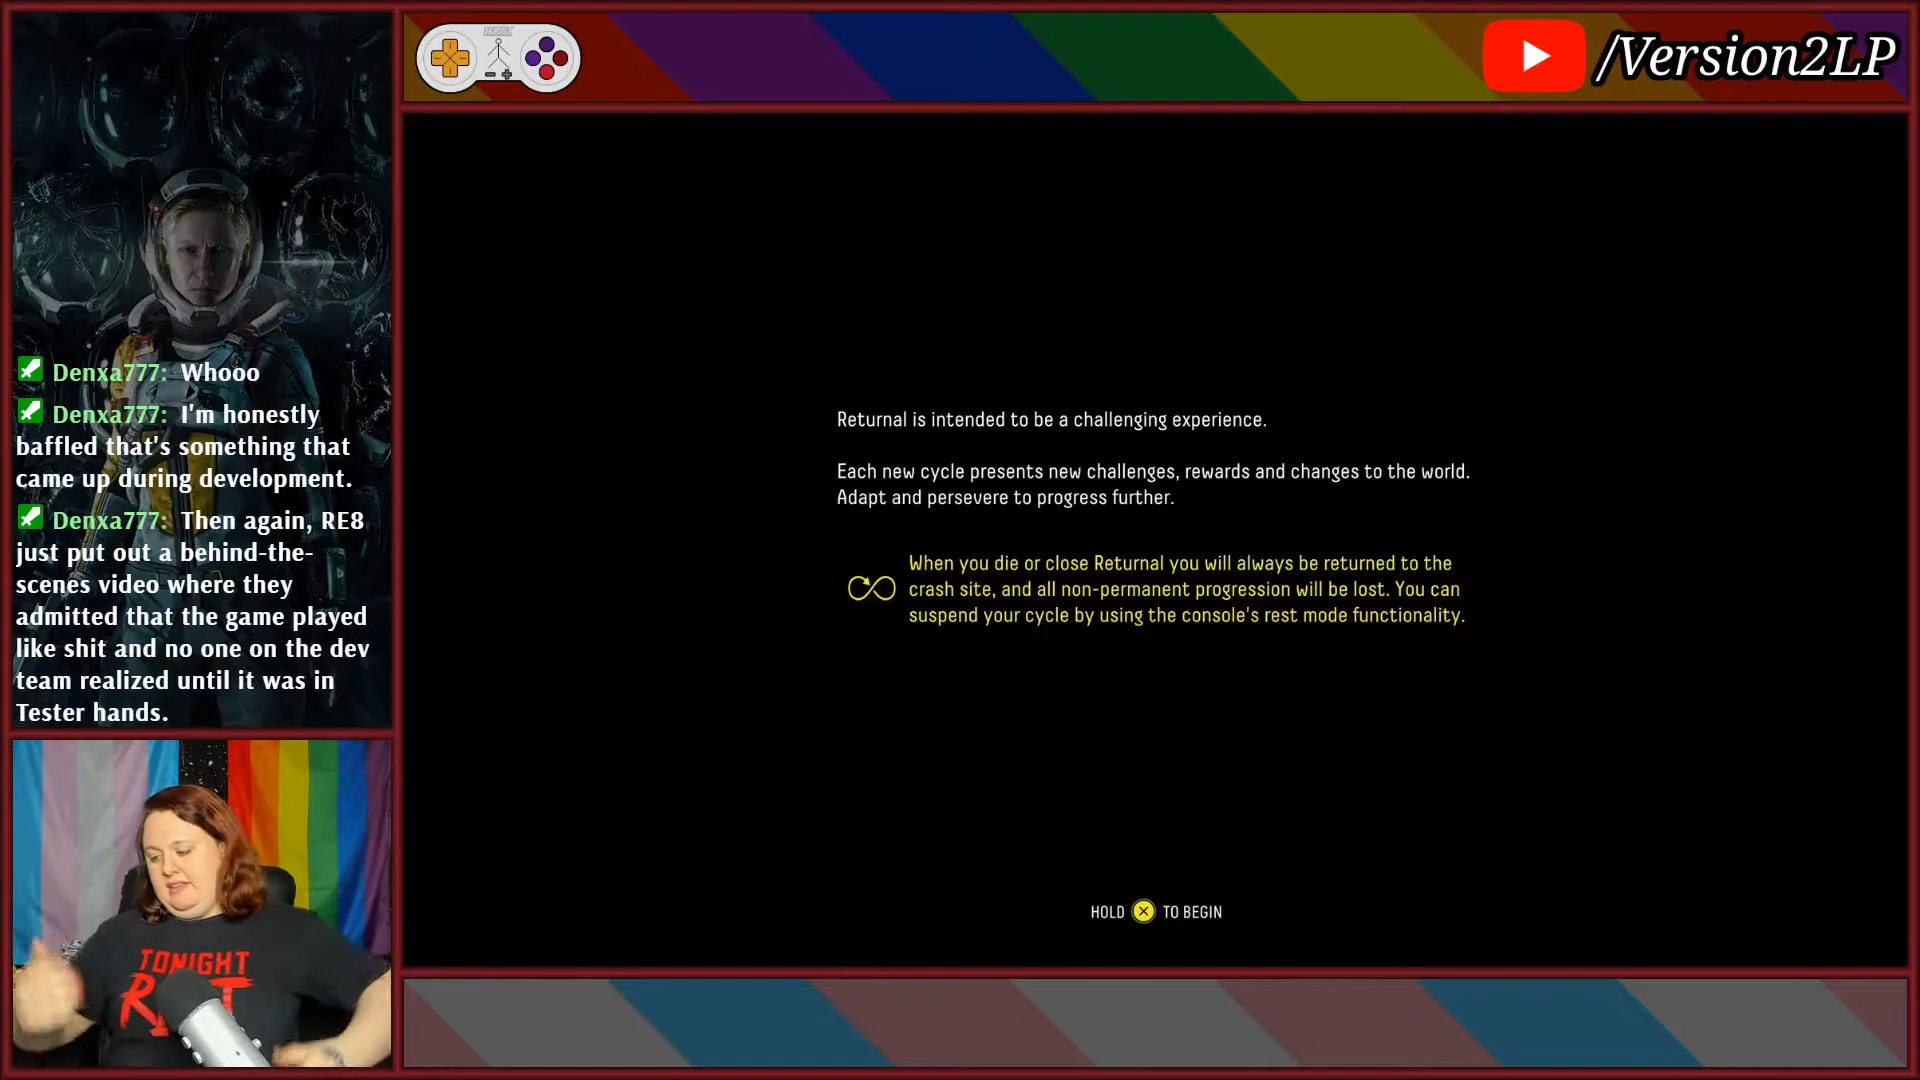 VERSION2
/Version2LP
Denxa777: Whooo
Denxa777: I'm honestly
baffled that's something that
came up during development.
Denxa777: Then again, RE8
just put out a behind-the-
scenes video where they
admitted that the game played
like shit and no one on the dev
team realized until it was in
Tester hands.
Returnal is intended to be a challenging experience.
Each new cycle presents new challenges, rewards and changes to the world.
Adapt and persevere to progress further.
When you die or close Returnal you will always be returned to the
crash site, and all non-permanent progression will be lost. You can
suspend your cycle by using the console's rest mode functionality.
HOLD ⓧ TO BEGIN
TONIGHT